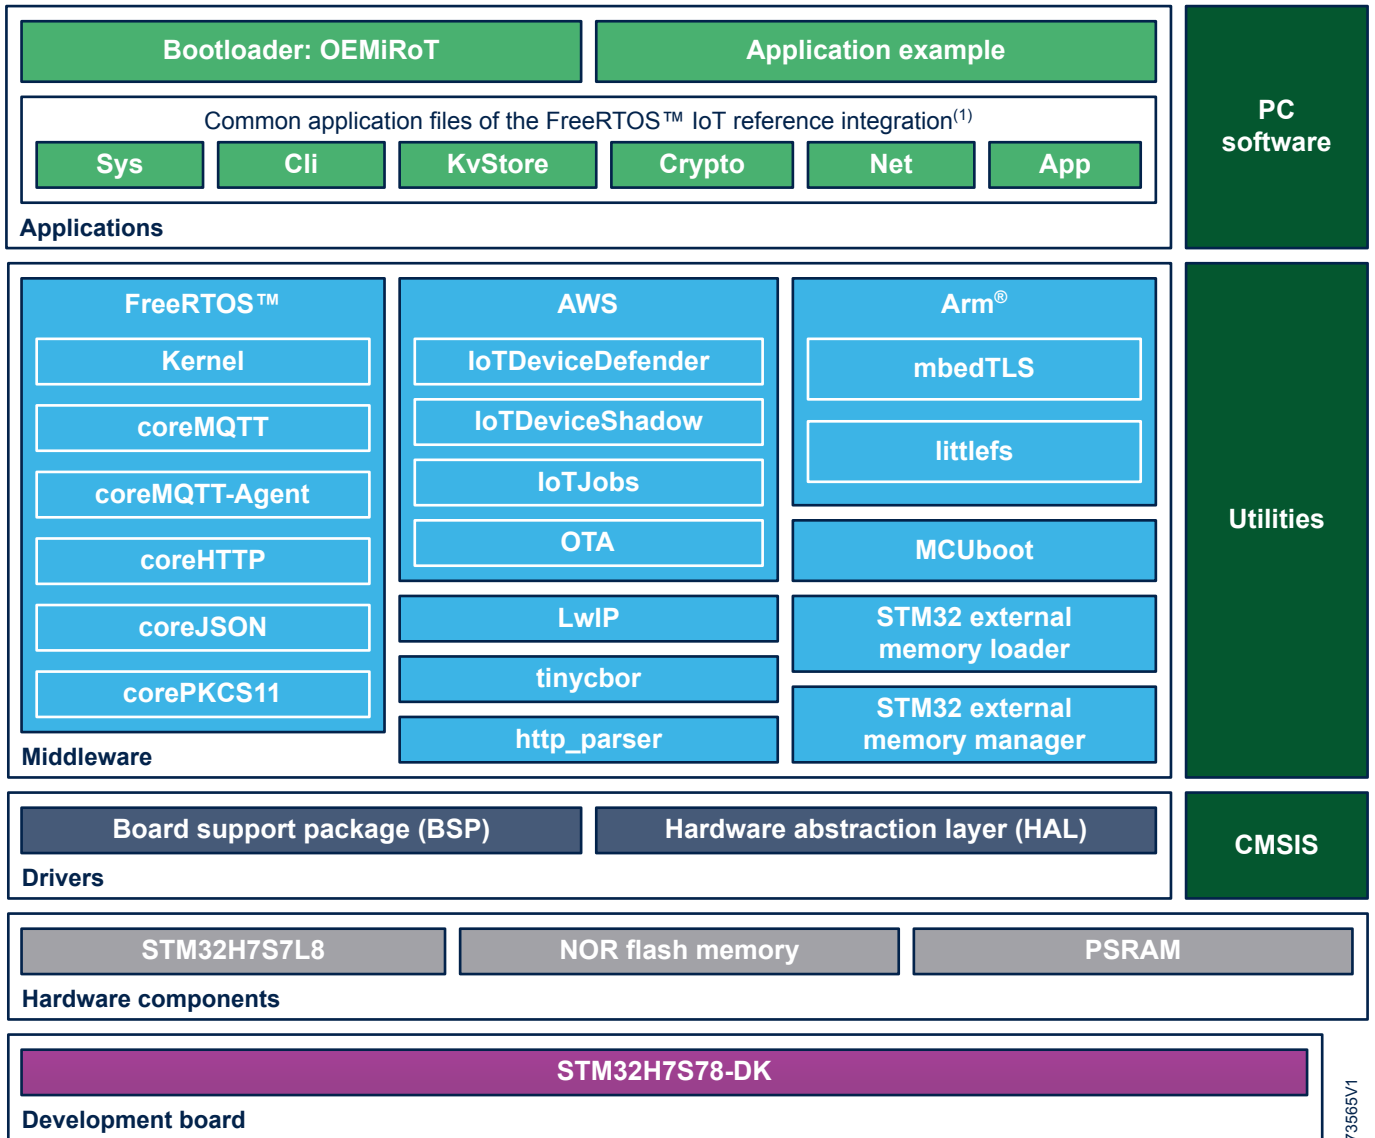 Bootloader: OEMiRoT
Application example
Common application files of the FreeRTOS™ IoT reference integration(1)
Sys
Cli
KvStore
Crypto
Net
App
Applications
PC
software
FreeRTOS™
Kernel
coreMQTT
coreMQTT-Agent
coreHTTP
coreJSON
corePKCS11
AWS
IoTDeviceDefender
IoTDeviceShadow
IoTJobs
OTA
LwIP
tinycbor
http_parser
Arm®
mbedTLS
littlefs
MCUboot
STM32 external
memory loader
STM32 external
memory manager
Middleware
Utilities
Board support package (BSP)
Hardware abstraction layer (HAL)
Drivers
CMSIS
STM32H7S7L8
NOR flash memory
PSRAM
Hardware components
STM32H7S78-DK
Development board
73565V1